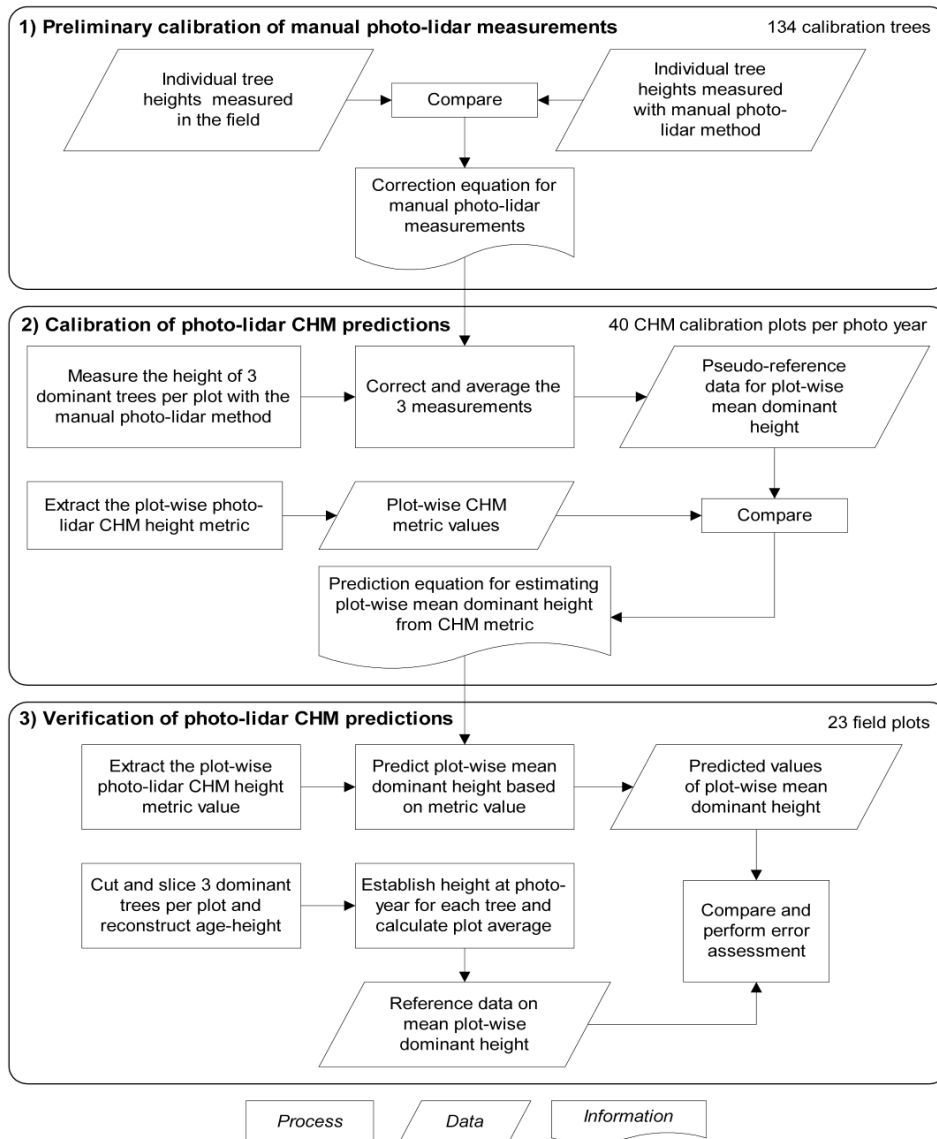 1) Preliminary calibration of manual photo-lidar measurements
134 calibration trees
Individual tree
heights measured
in the field
Compare
Individual tree
heights measured
with manual photo-
lidar method
Correction equation for
manual photo-lidar
measurements
2) Calibration of photo-lidar CHM predictions
40 CHM calibration plots per photo year
Measure the height of 3
dominant trees per plot with the
manual photo-lidar method
Correct and average the
3 measurements
Pseudo-reference
data for plot-wise
mean dominant
height
Extract the plot-wise photo-
lidar CHM height metric
Plot-wise CHM
metric values
Compare
Prediction equation for estimating
plot-wise mean dominant height
from CHM metric
3) Verification of photo-lidar CHM predictions
23 field plots
Extract the plot-wise
photo-lidar CHM height
metric value
Predict plot-wise mean
dominant height based
on metric value
Predicted values
of plot-wise mean
dominant height
Cut and slice 3 dominant
trees per plot and
reconstruct age-height
Establish height at photo-
year for each tree and
calculate plot average
Compare and
perform error
assessment
Reference data on
mean plot-wise
dominant height
Process
Data
Information